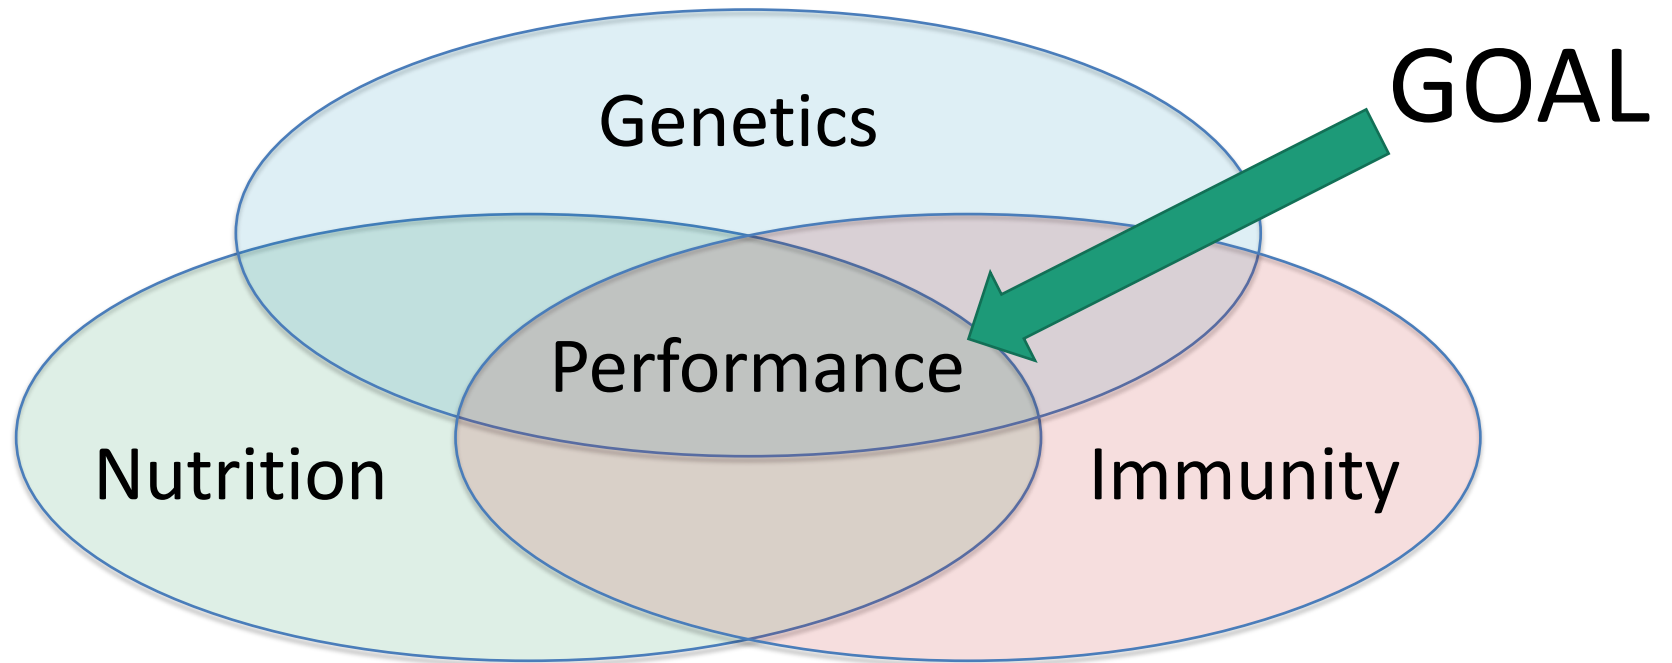 GOAL
Genetics
Performance
Nutrition
Immunity